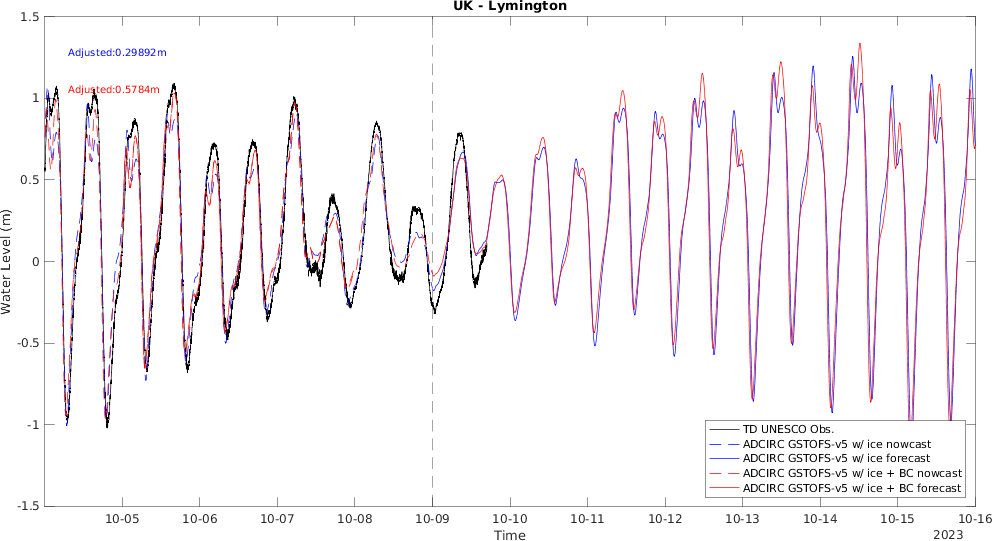 UK - Lymington
Adjusted:0.29892m
Adjusted:0.5784m
1.5
1
0.5
0
-0.5
-1
-1.5
Water Level (m)
10-05
10-06
10-07
10-08
10-09
10-10
10-11
10-12
10-13
10-14
10-15
10-16
Time
2023
TD UNESCO Obs.
ADCIRC GSTOFS-v5 w/ ice nowcast
ADCIRC GSTOFS-v5 w/ ice forecast
ADCIRC GSTOFS-v5 w/ ice + BC nowcast
ADCIRC GSTOFS-v5 w/ ice + BC forecast